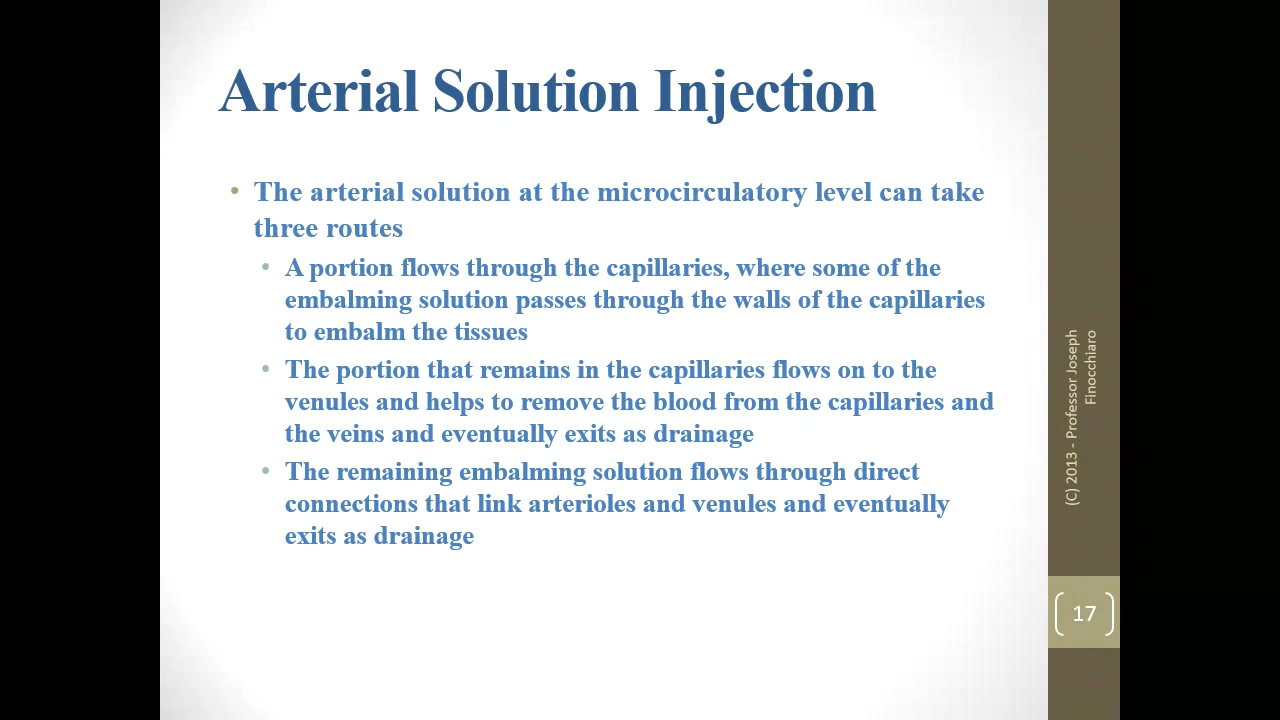 Arterial Solution Injection
• The arterial solution at the microcirculatory level can take
three routes
• A portion flows through the capillaries, where some of the
embalming solution passes through the walls of the capillaries
to embalm the tissues
• The portion that remains in the capillaries flows on to the
venules and helps to remove the blood from the capillaries and
the veins and eventually exits as drainage
• The remaining embalming solution flows through direct
connections that link arterioles and venules and eventually
exits as drainage
(C) 2013 - Professor Joseph
Finocchiaro
17